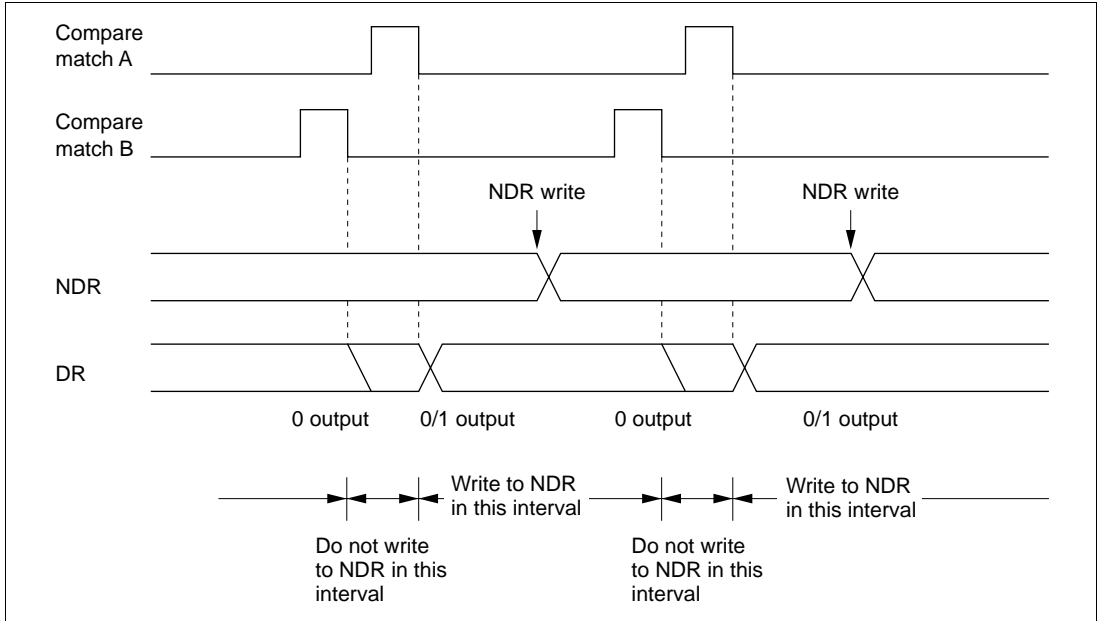 Compare
match A
Compare
match B
NDR write
NDR write
NDR
DR
0 output
0/1 output
0 output
0/1 output
Write to NDR
in this interval
Write to NDR
in this interval
Do not write
to NDR in this
interval
Do not write
to NDR in this
interval